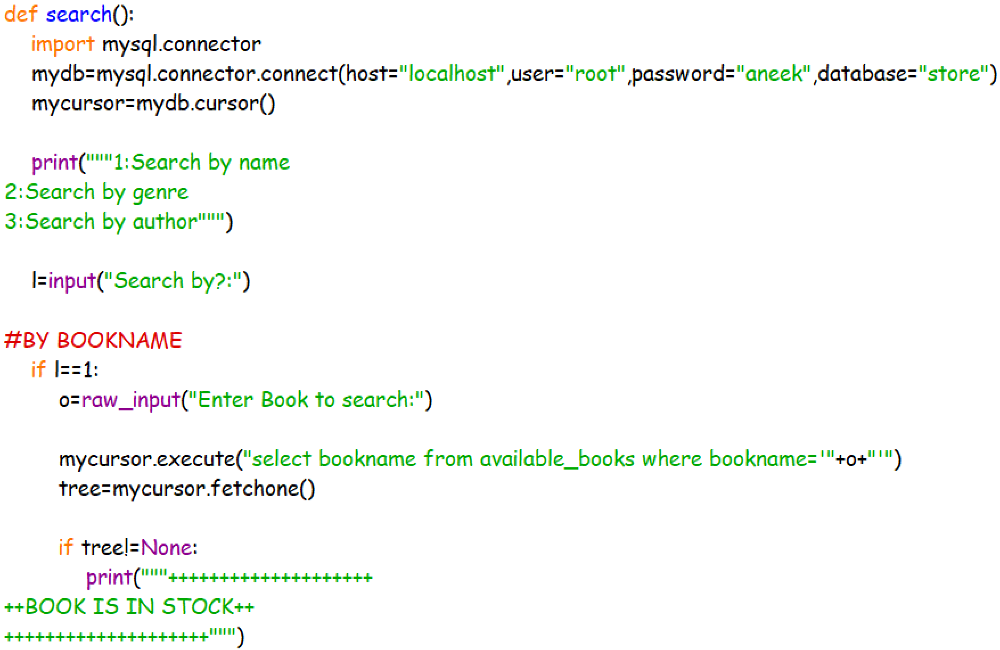 def search():
    import mysql.connector
    mydb=mysql.connector.connect(host="localhost",user="root",password="aneek",database="store")
    mycursor=mydb.cursor()

    print("""1:Search by name
2:Search by genre
3:Search by author""")

    l=input("Search by?:")

#BY BOOKNAME
    if l==1:
        o=raw_input("Enter Book to search:")

        mycursor.execute("select bookname from available_books where bookname='"+o+"'")
        tree=mycursor.fetchone()

        if tree!=None:
            print("""++++++++++++++++++++
++BOOK IS IN STOCK++
++++++++++++++++++++""")